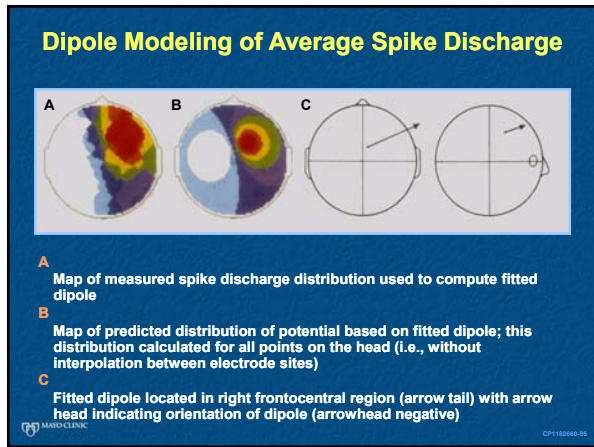 Dipole Modeling of Average Spike Discharge
A
B
C
A
Map of measured spike discharge distribution used to compute fitted
dipole
B
Map of predicted distribution of potential based on fitted dipole; this
distribution calculated for all points on the head (i.e., without
interpolation between electrode sites)
C
Fitted dipole located in right frontocentral region (arrow tail) with arrow
head indicating orientation of dipole (arrowhead negative)
MAYO CLINIC
CP1180660-95